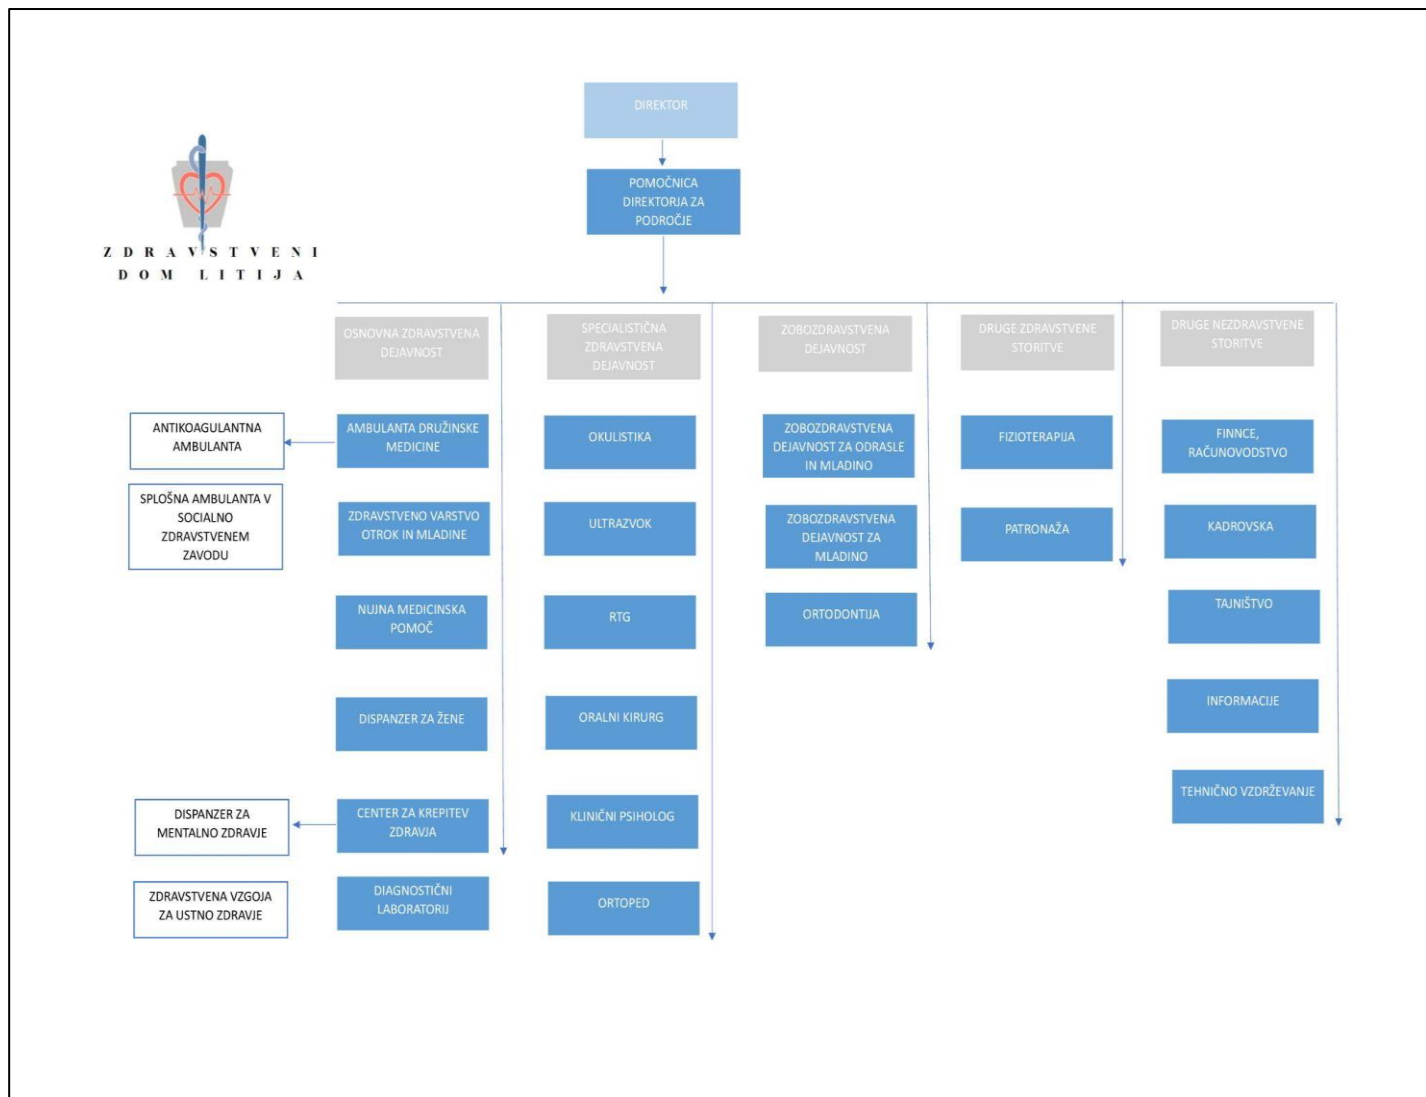 DIREKTOR
POMOČNICA
DIREKTORJA ZA
PODROČJE
ZDRAVSTVENI
DOM LITIJA
OSNOVNA ZDRAVSTVENA
DEJAVNOST
SPECIALISTIČNA
ZDRAVSTVENA
DEJAVNOST
ZOBOZDRAVSTVENA
DEJAVNOST
DRUGE ZDRAVSTVENE
STORITVE
DRUGE NEZDRAVSTVENE
STORITVE
ANTIKOAGULANTNA
AMBULANTA
AMBULANTA DRUŽINSKE
MEDICINE
OKULISTIKA
ZOBOZDRAVSTVENA
DEJAVNOST ZA ODRASLE
IN MLADINO
FIZIOTERAPIJA
FINNCE,
RAČUNOVODSTVO
SPLOŠNA AMBULANTA V
SOCIALNO
ZDRAVSTVENEM
ZAVODU
ZDRAVSTVENO VARSTVO
OTROK IN MLADINE
ULTRAZVOK
ZOBOZDRAVSTVENA
DEJAVNOST ZA
MLADINO
PATRONAŽA
KADROVSKA
NUJNA MEDICINSKA
POMOČ
RTG
ORTODONTIJA
TAJNIŠTVO
DISPANZER ZA ŽENE
ORALNI KIRURG
INFORMACIJE
DISPANZER ZA
MENTALNO ZDRAVJE
CENTER ZA KREPITEV
ZDRAVJA
KLINIČNI PSIHOLOG
TEHNIČNO VZDRŽEVANJE
ZDRAVSTVENA VZGOJA
ZA USTNO ZDRAVJE
DIAGNOSTIČNI
LABORATORIJ
ORTOPED